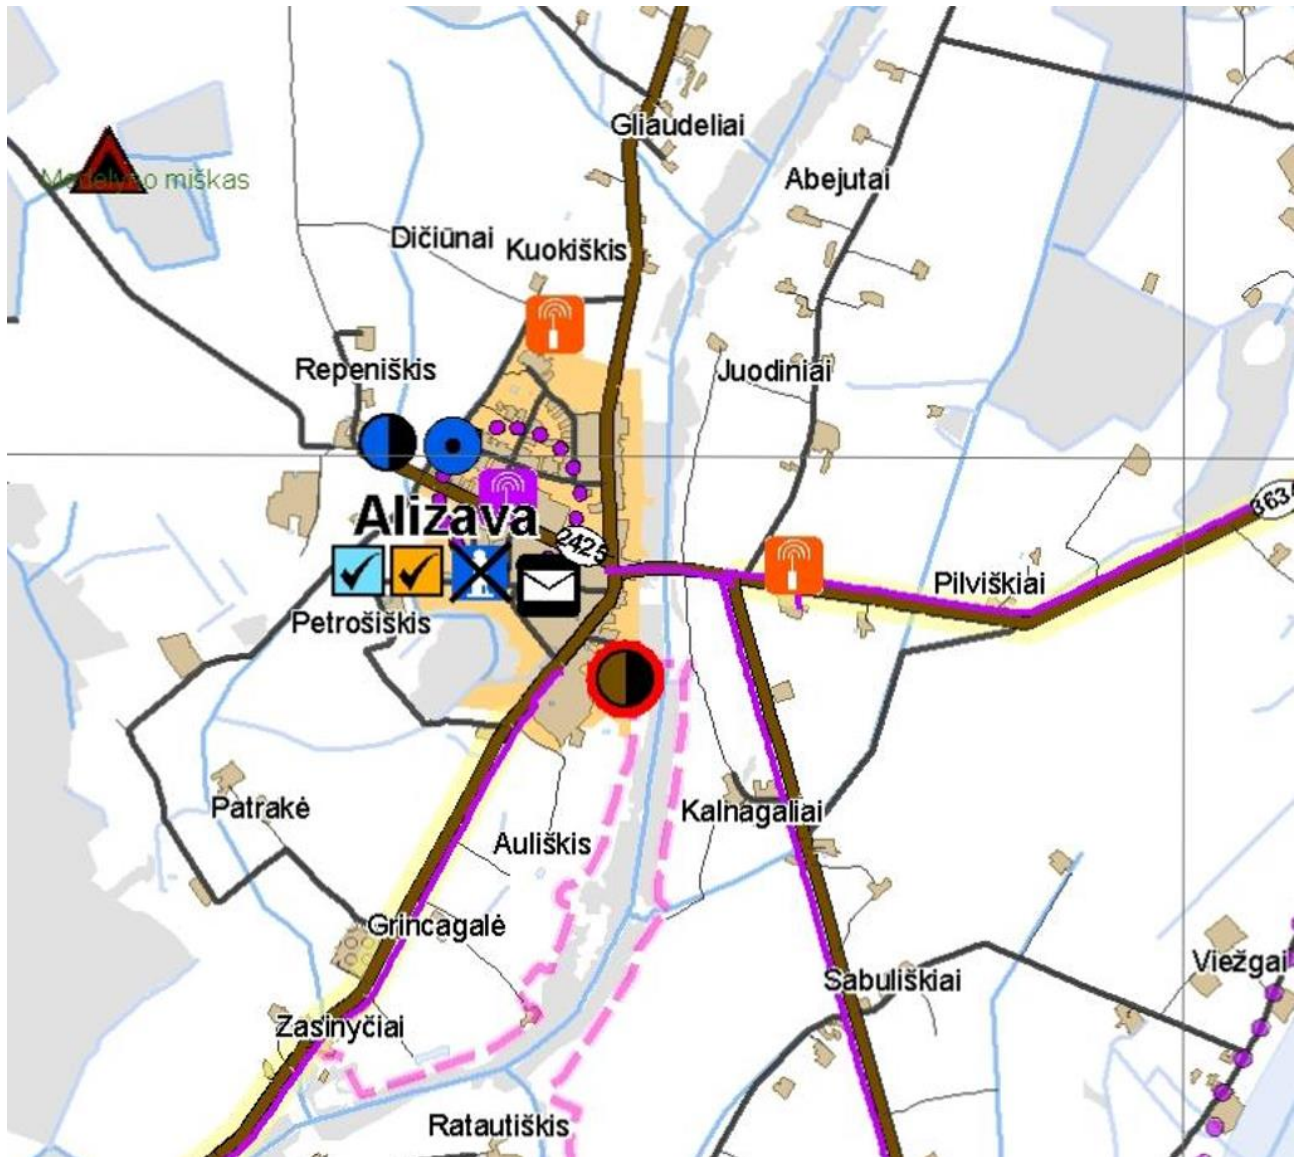 Gliaudeliai
miškas
Abejutai
Dičiūnai
Kuokiškis
Repeniškis
Juodiniai
Alizava
2425
3634
Pilviškiai
Petrošiškis
Patrakė
Kalnagaliai
Auliškis
Grincagalė
Viežgai
Sabuliškiai
Zasinyčiai
Ratautiškis